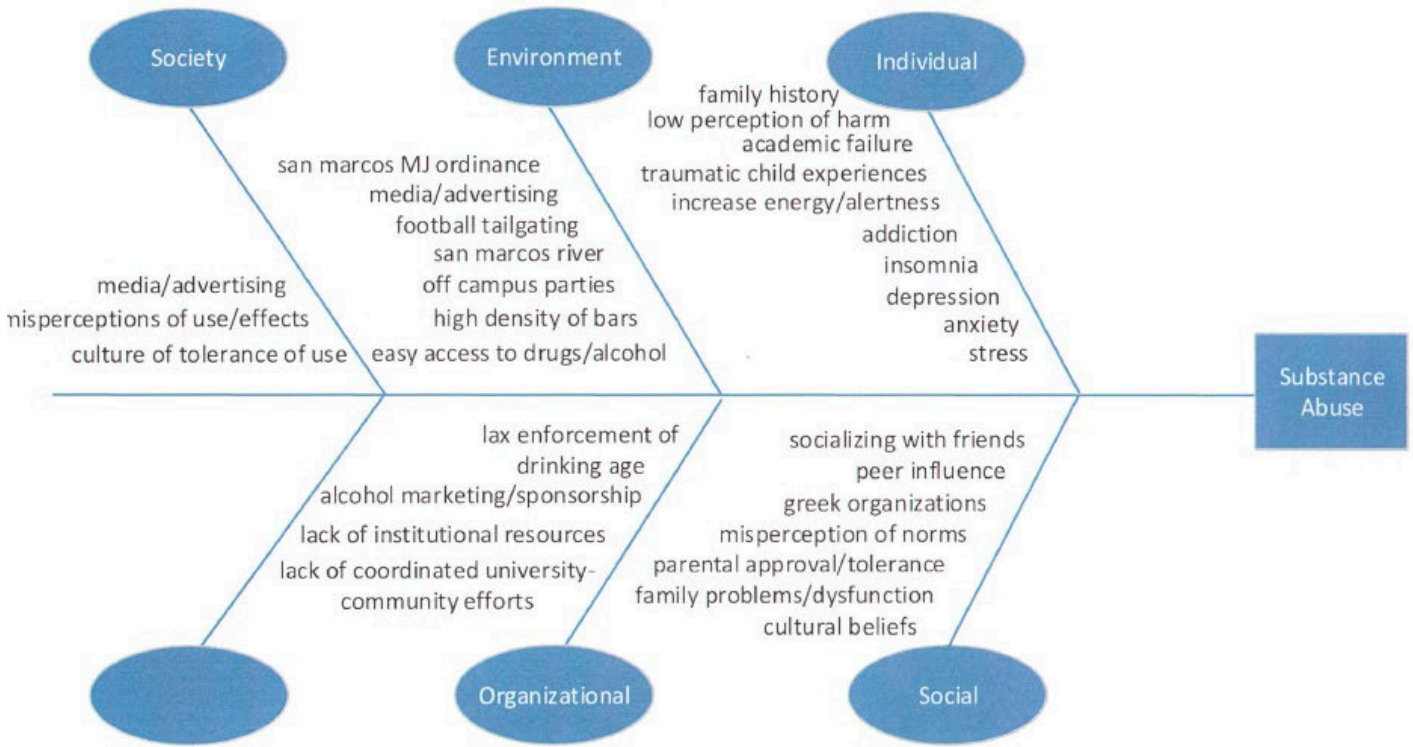 Society
Environment
Individual
family history
low perception of harm
academic failure
traumatic child experiences
increase energy/alertness
addiction
insomnia
depression
anxiety
stress
san marcos MJ ordinance
media/advertising
football tailgating
san marcos river
off campus parties
high density of bars
easy access to drugs/alcohol
media/advertising
misperceptions of use/effects
culture of tolerance of use
Substance
Abuse
lax enforcement of
drinking age
alcohol marketing/sponsorship
lack of institutional resources
lack of coordinated university-
community efforts
socializing with friends
peer influence
greek organizations
misperception of norms
parental approval/tolerance
family problems/dysfunction
cultural beliefs
Organizational
Social